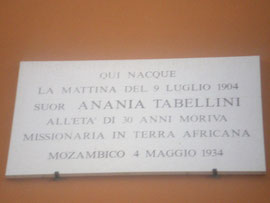 QUI NACQUE
LA MATTINA DEL 9 LUGLIO 1904
SUOR ANANIA TABELLINI
ALL'ETA' DI 30 ANNI MORIVA
MISSIONARIA IN TERRA AFRICANA
MOZAMBICO 4 MAGGIO 1934